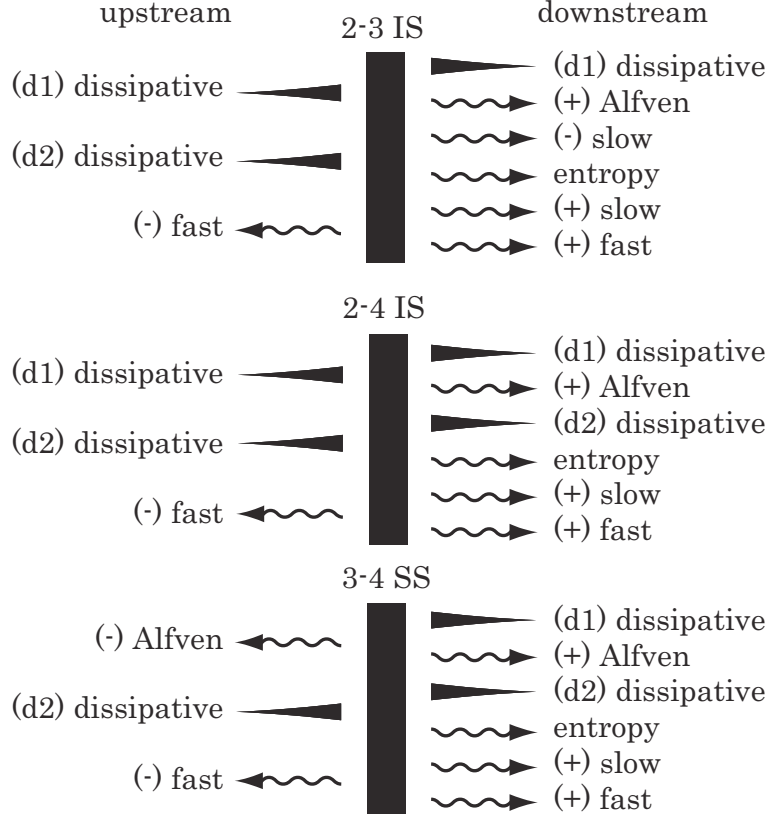 upstream downstream
2-3 IS
(d1) dissipative
(d2) dissipative
(-) fast
(d1) dissipative
(+) Alfven
(-) slow
entropy
(+) slow
(+) fast
2-4 IS
(d1) dissipative
(d2) dissipative
(-) fast
(d1) dissipative
(+) Alfven
(d2) dissipative
entropy
(+) slow
(+) fast
3-4 SS
(-) Alfven
(d2) dissipative
(-) fast
(d1) dissipative
(+) Alfven
(d2) dissipative
entropy
(+) slow
(+) fast